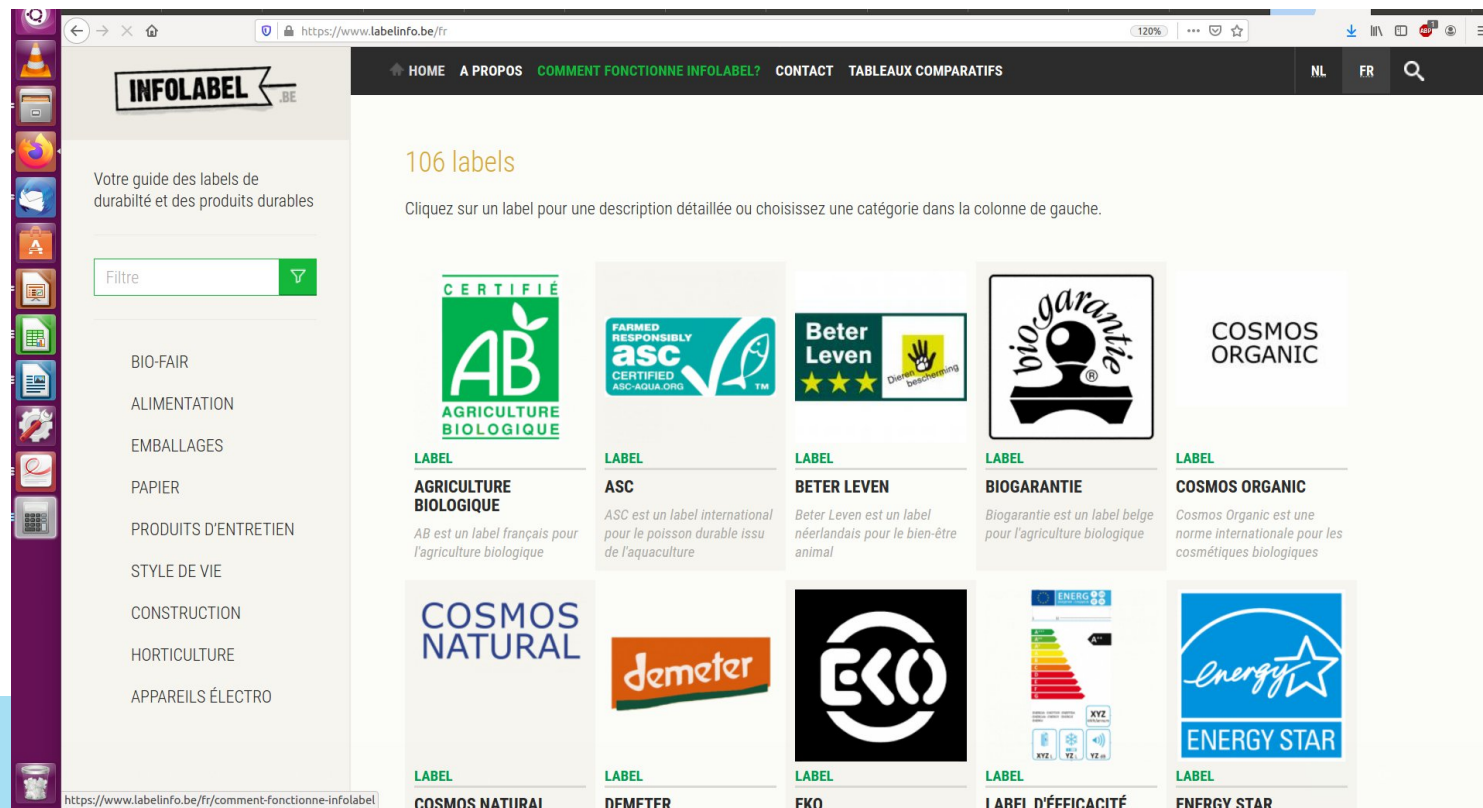 https://www.labelinfo.be/fr
120%
INFOLABEL
.BE
HOME A PROPOS COMMENT FONCTIONNE INFOLABEL? CONTACT TABLEAUX COMPARATIFS
NL FR
Votre guide des labels de
durabilté et des produits durables
Filtre
BIO-FAIR
ALIMENTATION
EMBALLAGES
PAPIER
PRODUITS D'ENTRETIEN
STYLE DE VIE
CONSTRUCTION
HORTICULTURE
APPAREILS ÉLECTRO
106 labels
Cliquez sur un label pour une description détaillée ou choisissez une catégorie dans la colonne de gauche.
CERTIFIÉ
AB
AGRICULTURE
BIOLOGIQUE
LABEL
AGRICULTURE
BIOLOGIQUE
AB est un label français pour
l'agriculture biologique
FARMED
RESPONSIBLY
asc
CERTIFIED
ASC-AQUA.ORG
TM
LABEL
ASC
ASC est un label international
pour le poisson durable issu
de l'aquaculture
Beter
Leven
Dieren
bescherming
LABEL
BETER LEVEN
Beter Leven est un label
néerlandais pour le bien-être
animal
biogarantie
®
LABEL
BIOGARANTIE
Biogarantie est un label belge
pour l'agriculture biologique
COSMOS
ORGANIC
LABEL
COSMOS ORGANIC
Cosmos Organic est une
norme internationale pour les
cosmétiques biologiques
COSMOS
NATURAL
LABEL
COSMOS NATURAL
demeter
LABEL
DEMETER
EKO
LABEL
EKO
ENERG
A++
XYZ
XYZ L
YZ L
YZ dB
LABEL
LABEL D'ÉFFICACITÉ
energy
ENERGY STAR
LABEL
ENERGY STAR
https://www.labelinfo.be/fr/comment-fonctionne-infolabel